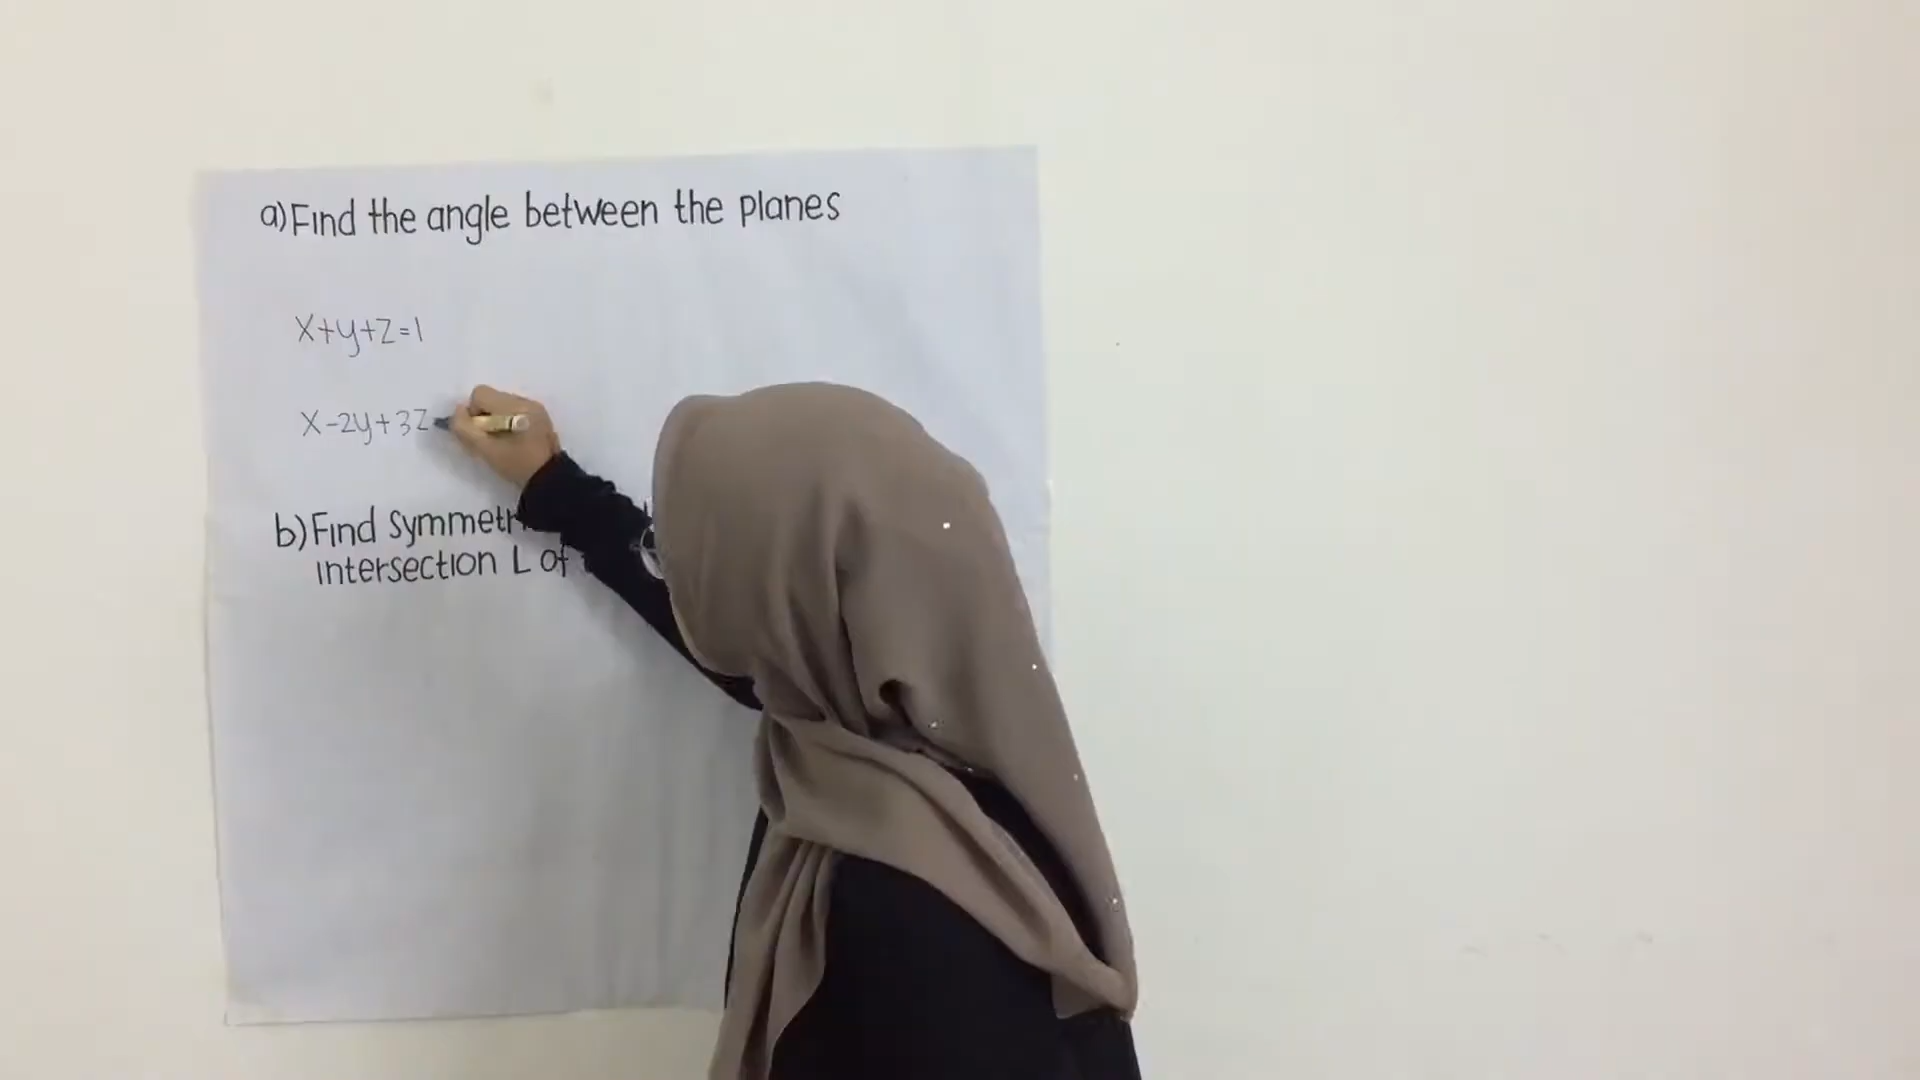 a) Find the angle between the planes
x+y+z=1
x-2y+3z
b) Find symmetr
intersection L of